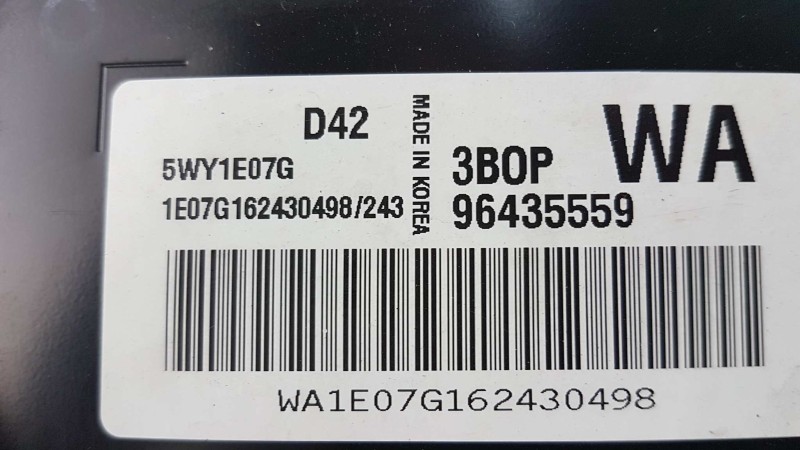 D42
5WY1E07G
1E07G162430498/243
MADE IN KOREA
3BOP
WA
96435559
WA1E07G162430498